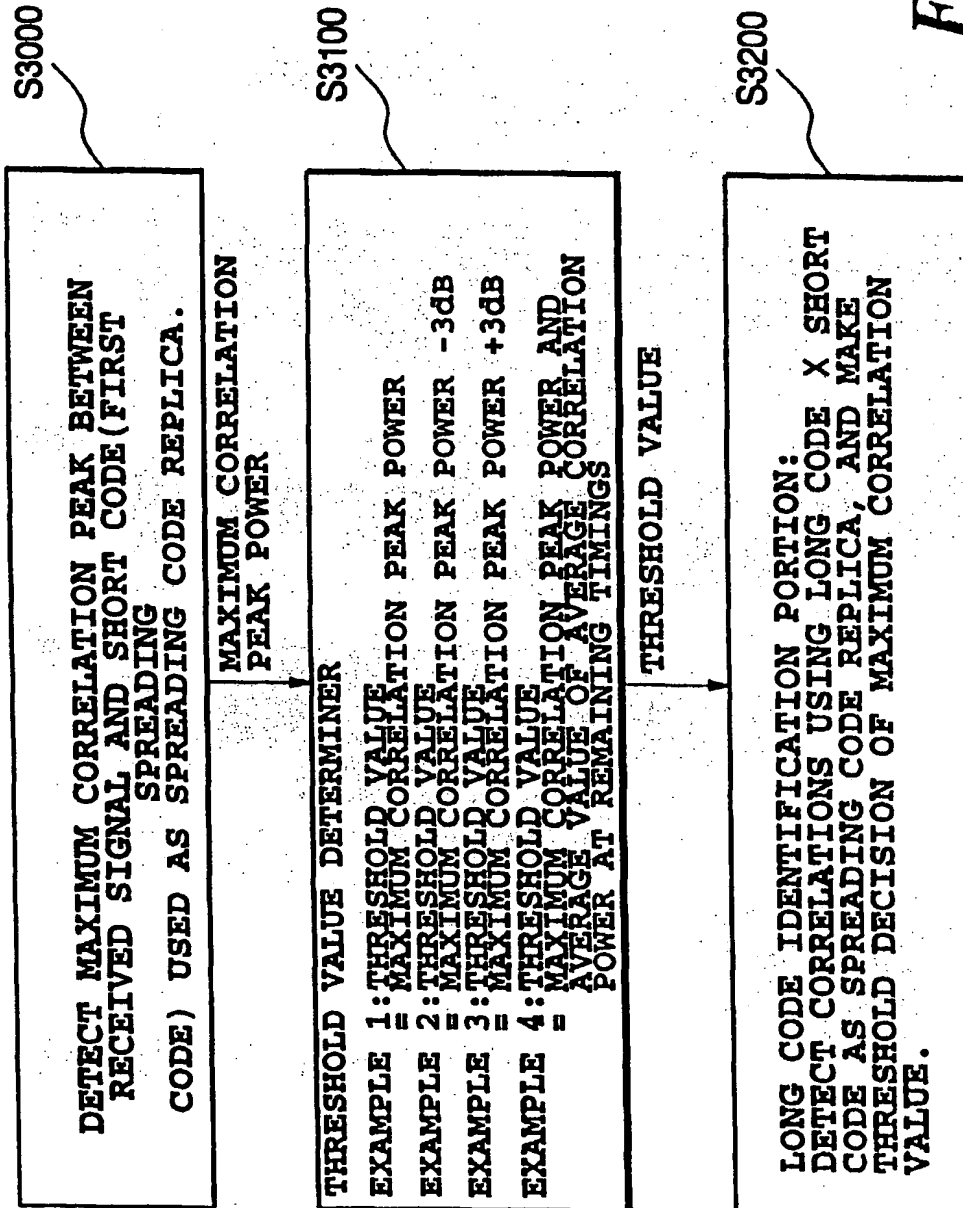 S3000
DETECT MAXIMUM CORRELATION PEAK BETWEEN
RECEIVED SIGNAL AND SHORT CODE(FIRST
SPREADING
CODE) USED AS SPREADING CODE REPLICA.
MAXIMUM CORRELATION
PEAK POWER
S3100
THRESHOLD VALUE DETERMINER
EXAMPLE 1:THRESHOLD VALUE
= MAXIMUM CORRELATION PEAK POWER
EXAMPLE 2:THRESHOLD VALUE
= MAXIMUM CORRELATION PEAK POWER -3dB
EXAMPLE 3:THRESHOLD VALUE
= MAXIMUM CORRELATION PEAK POWER +3dB
EXAMPLE 4:THRESHOLD VALUE
= MAXIMUM CORRELATION PEAK POWER AND
AVERAGE VALUE OF AVERAGE CORRELATION
POWER AT REMAINING TIMINGS
THRESHOLD VALUE
S3200
LONG CODE IDENTIFICATION PORTION:
DETECT CORRELATIONS USING LONG CODE X SHORT
CODE AS SPREADING CODE REPLICA, AND MAKE
THRESHOLD DECISION OF MAXIMUM CORRELATION
VALUE.